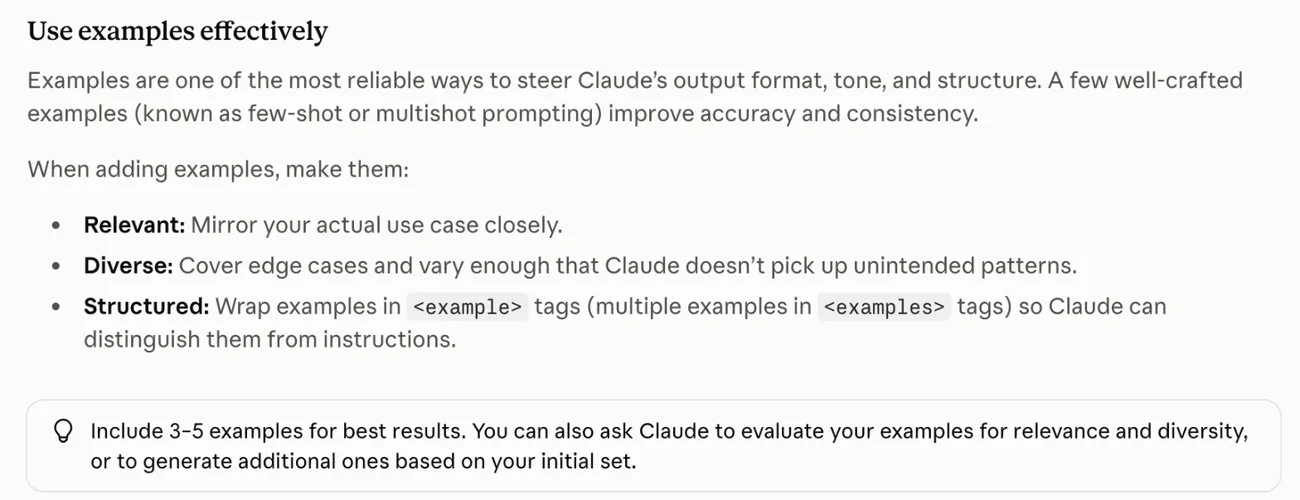 Use examples effectively
Examples are one of the most reliable ways to steer Claude’s output format, tone, and structure. A few well-crafted
examples (known as few-shot or multishot prompting) improve accuracy and consistency.
When adding examples, make them:
• Relevant: Mirror your actual use case closely.
• Diverse: Cover edge cases and vary enough that Claude doesn’t pick up unintended patterns.
• Structured: Wrap examples in <example> tags (multiple examples in <examples> tags) so Claude can
distinguish them from instructions.
Include 3–5 examples for best results. You can also ask Claude to evaluate your examples for relevance and diversity,
or to generate additional ones based on your initial set.